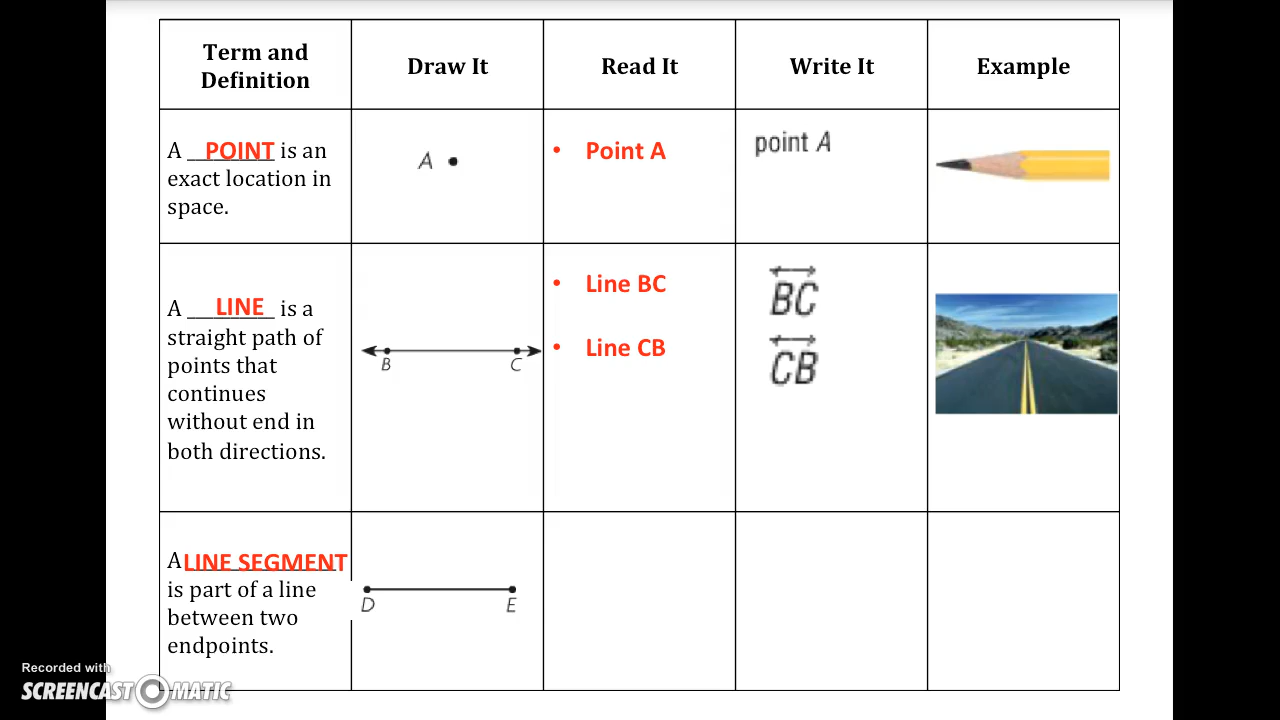 Term and
Definition
Draw It
Read It
Write It
Example
A POINT is an
exact location in
space.
A
• Point A
point A
A LINE is a
straight path of
points that
continues
without end in
both directions.
B C
• Line BC
• Line CB
BC
CB
A LINE SEGMENT
is part of a line
between two
endpoints.
D E
Recorded with
SCREENCAST MATIC